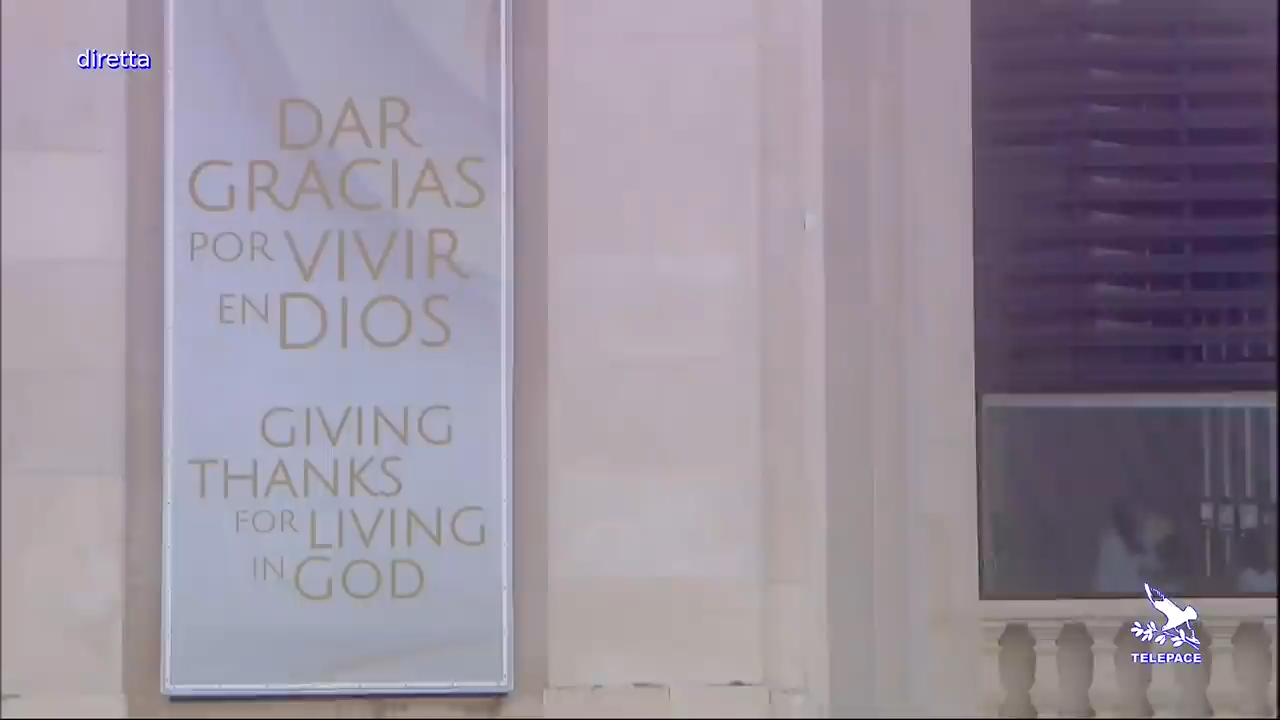 diretta
DAR
GRACIAS
POR VIVIR
EN DIOS
GIVING
THANKS
FOR LIVING
IN GOD
TELEPACE